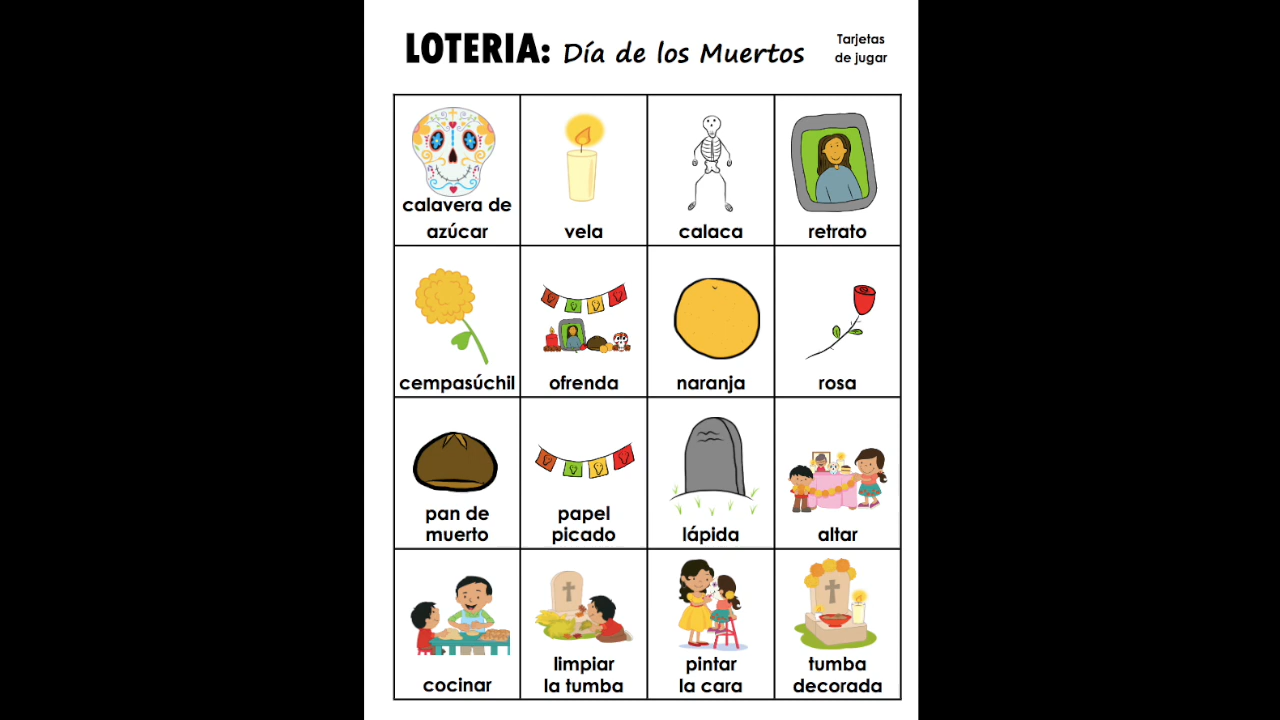 LOTERIA: Día de los Muertos
Tarjetas
de jugar
calavera de
azúcar
vela
calaca
retrato
cempasúchil
ofrenda
naranja
rosa
pan de
muerto
papel
picado
lápida
altar
cocinar
limpiar
la tumba
pintar
la cara
tumba
decorada